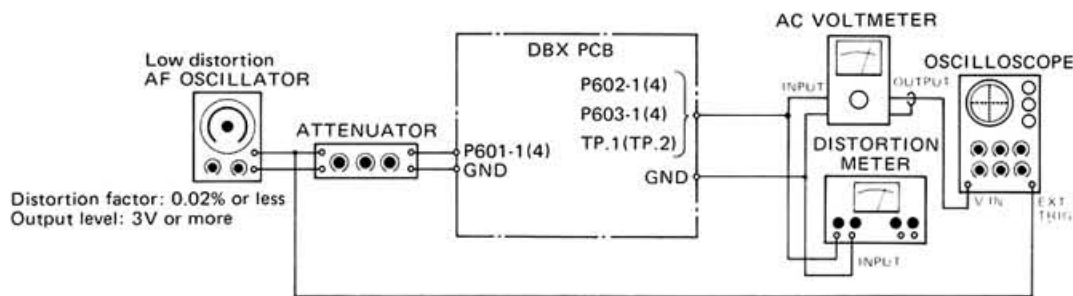 Low distortion
AF OSCILLATOR
Distortion factor: 0.02% or less
Output level: 3V or more
ATTENUATOR
DBX PCB
P601-1(4)
GND
P602-1(4)
P603-1(4)
TP.1(TP.2)
GND
AC VOLTMETER
INPUT
OUTPUT
DISTORTION
METER
INPUT
OSCILLOSCOPE
V IN
EXT
TRIG